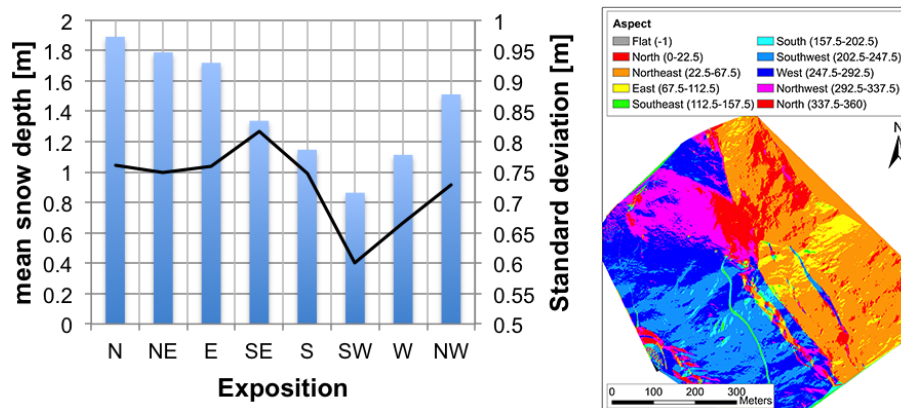 mean snow depth [m]
2
1.8
1.6
1.4
1.2
1
0.8
0.6
0.4
0.2
0
1
0.95
0.9
0.85
0.8
0.75
0.7
0.65
0.6
0.55
0.5
Standard deviation [m]
N NE E SE S SW W NW
Exposition
Aspect
Flat (-1)
North (0-22.5)
Northeast (22.5-67.5)
East (67.5-112.5)
Southeast (112.5-157.5)
South (157.5-202.5)
Southwest (202.5-247.5)
West (247.5-292.5)
Northwest (292.5-337.5)
North (337.5-360)
N
0 100 200 300
Meters